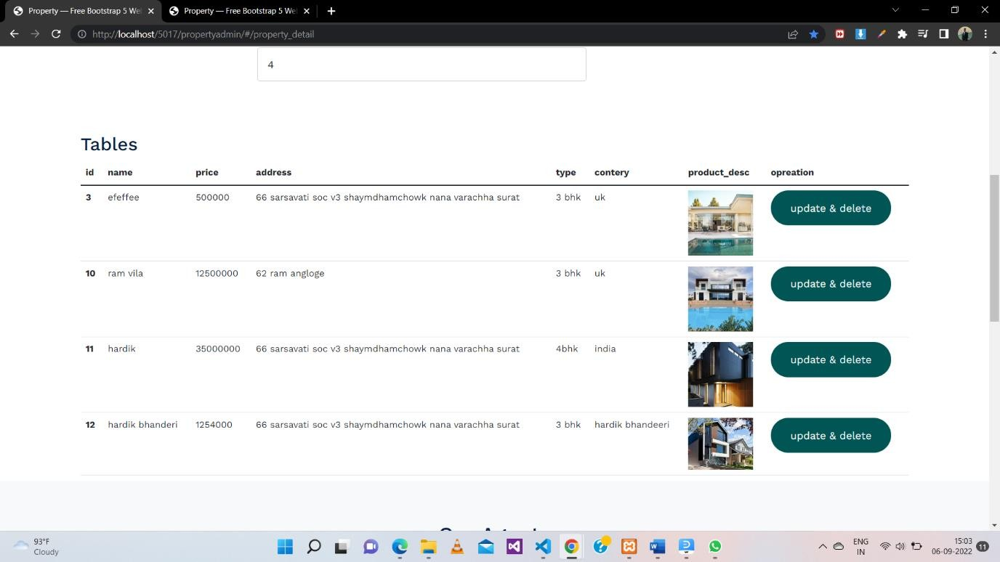 Property — Free Bootstrap 5 We
Property — Free Bootstrap 5 We
http://localhost/5017/propertyadmin/#/property_detail
4
Tables
id name price address type contery product_desc opreation
3 efeffee 500000 66 sarsavati soc v3 shaymdhamchowk nana varachha surat 3 bhk uk update & delete
10 ram vila 12500000 62 ram angloge 3 bhk uk update & delete
11 hardik 35000000 66 sarsavati soc v3 shaymdhamchowk nana varachha surat 4bhk india update & delete
12 hardik bhanderi 1254000 66 sarsavati soc v3 shaymdhamchowk nana varachha surat 3 bhk hardik bhandeeri update & delete
93°F
Cloudy
ENG
IN
15:03
06-09-2022
11